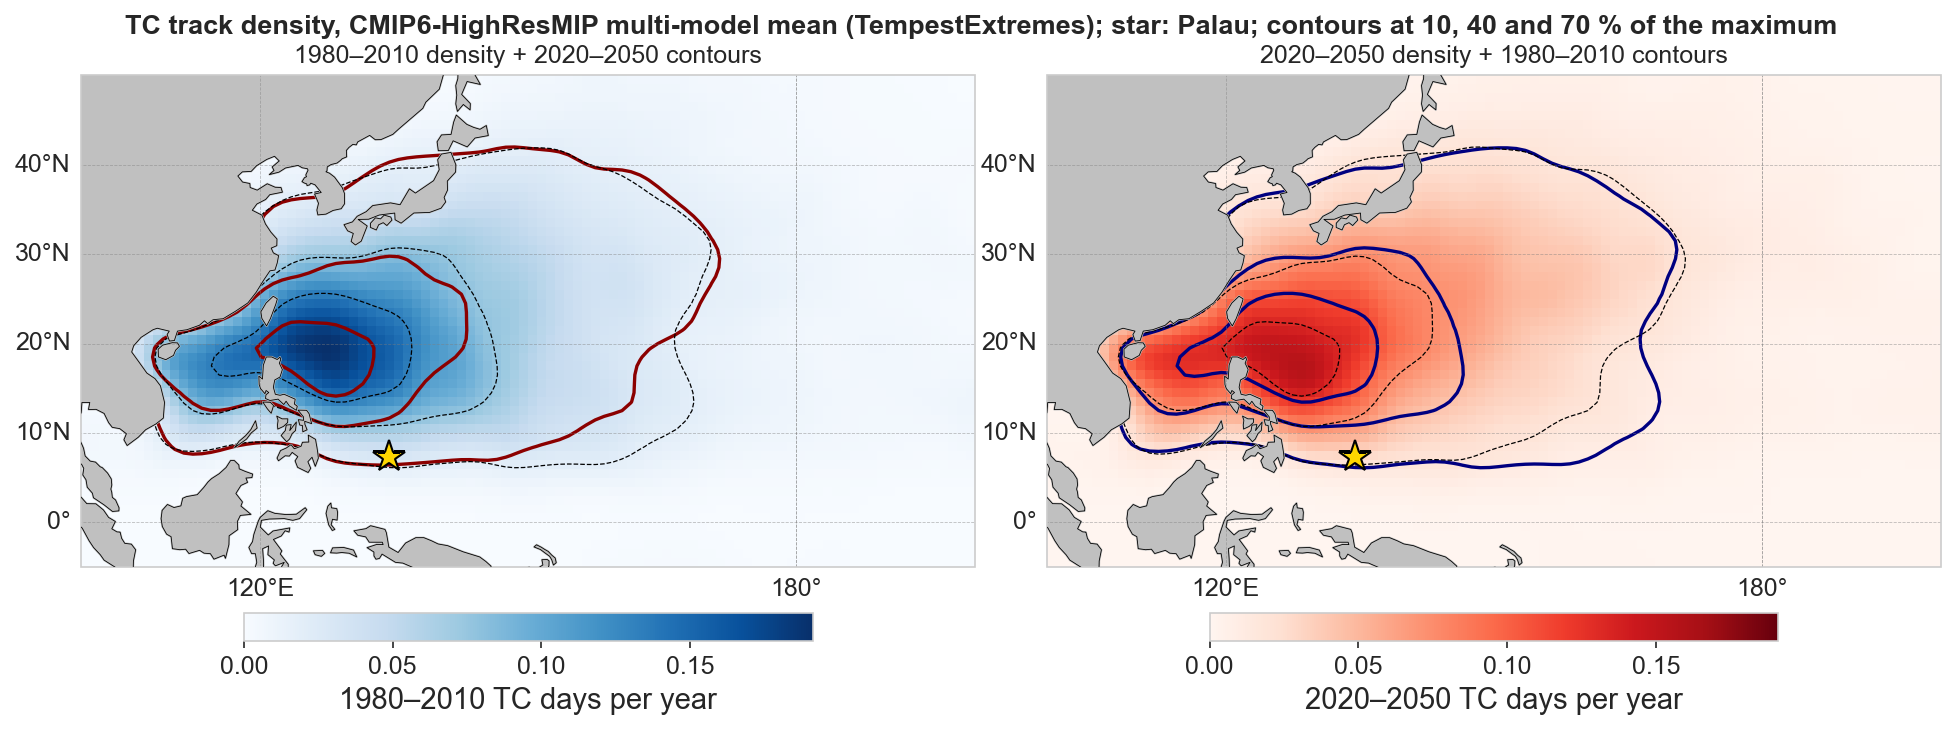 TC track density, CMIP6-HighResMIP multi-model mean (TempestExtremes); star: Palau; contours at 10, 40 and 70 % of the maximum
1980–2010 density + 2020–2050 contours
40°N
30°N
20°N
10°N
0°
120°E
180°
0.00
0.05
0.10
0.15
1980–2010 TC days per year
2020–2050 density + 1980–2010 contours
40°N
30°N
20°N
10°N
0°
120°E
180°
0.00
0.05
0.10
0.15
2020–2050 TC days per year